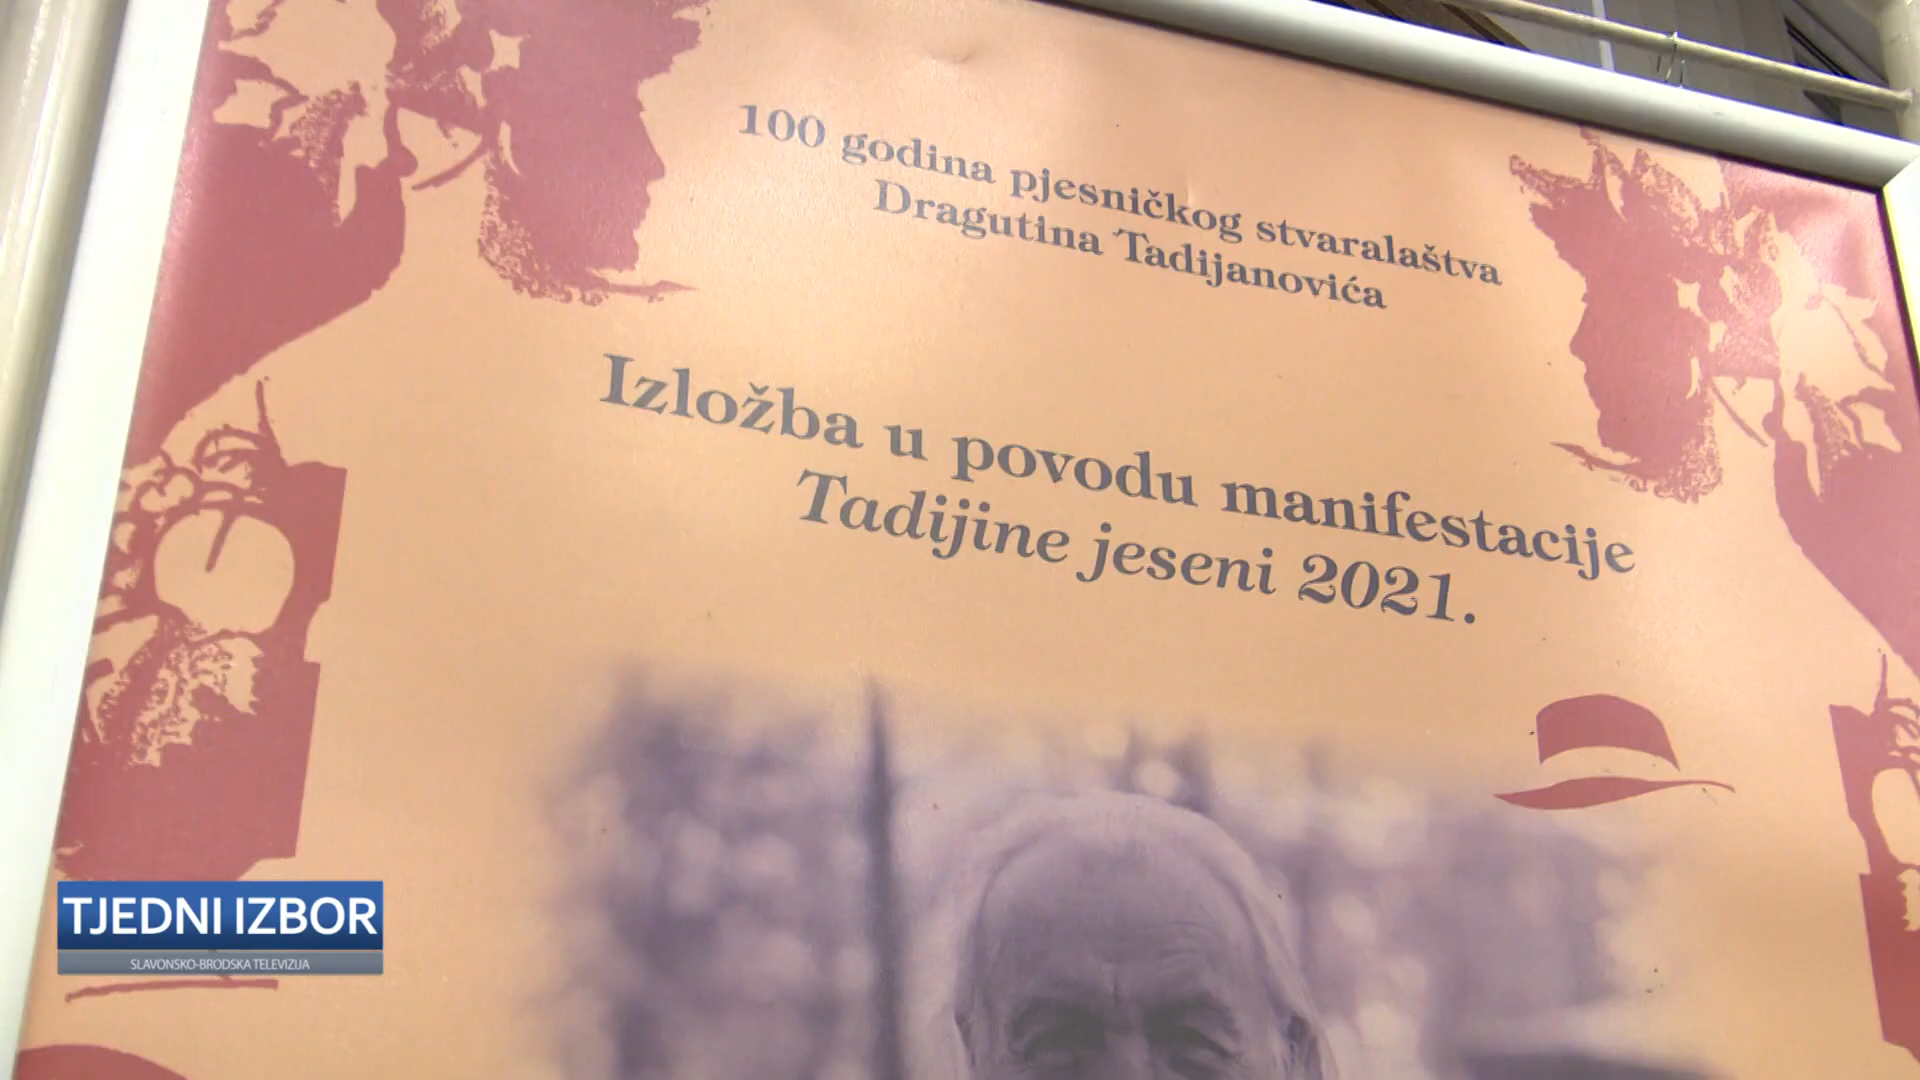 100 godina pjesničkog stvaralaštva
Dragutina Tadijanovića
Izložba u povodu manifestacije
Tadijine jeseni 2021.
TJEDNI IZBOR
SLAVONSKO-BRODSKA TELEVIZIJA